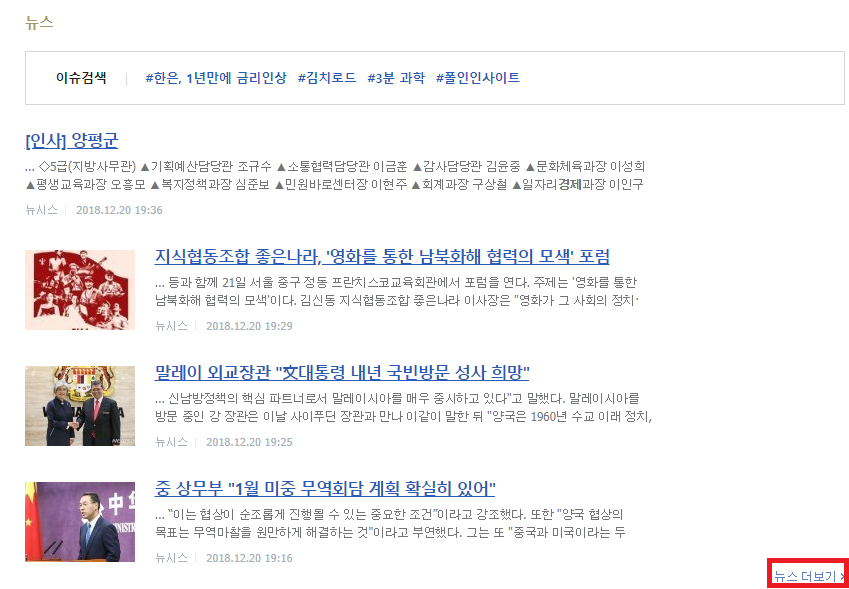 뉴스
이슈검색 #한은, 1년만에 금리인상 #김치로드 #3분 과학 #폴인인사이트
[인사] 양평군
... ◇5급(지방사무관) ▲기획예산담당관 조규수 ▲소통협력담당관 이금훈 ▲감사담당관 김윤중 ▲문화체육과장 이성희
▲평생교육과장 오흥모 ▲복지정책과장 심준보 ▲민원바로센터장 이현주 ▲회계과장 구상철 ▲일자리경제과장 이인구
뉴시스 2018.12.20 19:36
지식협동조합 좋은나라, '영화를 통한 남북화해 협력의 모색' 포럼
... 등과 함께 21일 서울 중구 정동 프란치스코교육회관에서 포럼을 연다. 주제는 '영화를 통한
남북화해 협력의 모색'이다. 김신동 지식협동조합 좋은나라 이사장은 "영화가 그 사회의 정치·
뉴시스 2018.12.20 19:29
말레이 외교장관 "文대통령 내년 국빈방문 성사 희망"
... 신남방정책의 핵심 파트너로서 말레이시아를 매우 중시하고 있다"고 말했다. 말레이시아를
방문 중인 강 장관은 이날 사이푸딘 장관과 만나 이같이 말한 뒤 "양국은 1960년 수교 이래 정치,
뉴시스 2018.12.20 19:25
중 상무부 "1월 미중 무역회담 계획 확실히 있어"
... “이는 협상이 순조롭게 진행될 수 있는 중요한 조건”이라고 강조했다. 또한 "양국 협상의
목표는 무역마찰을 원만하게 해결하는 것"이라고 부연했다. 그는 또 "중국과 미국이라는 두
뉴시스 2018.12.20 19:16
뉴스 더보기 ›